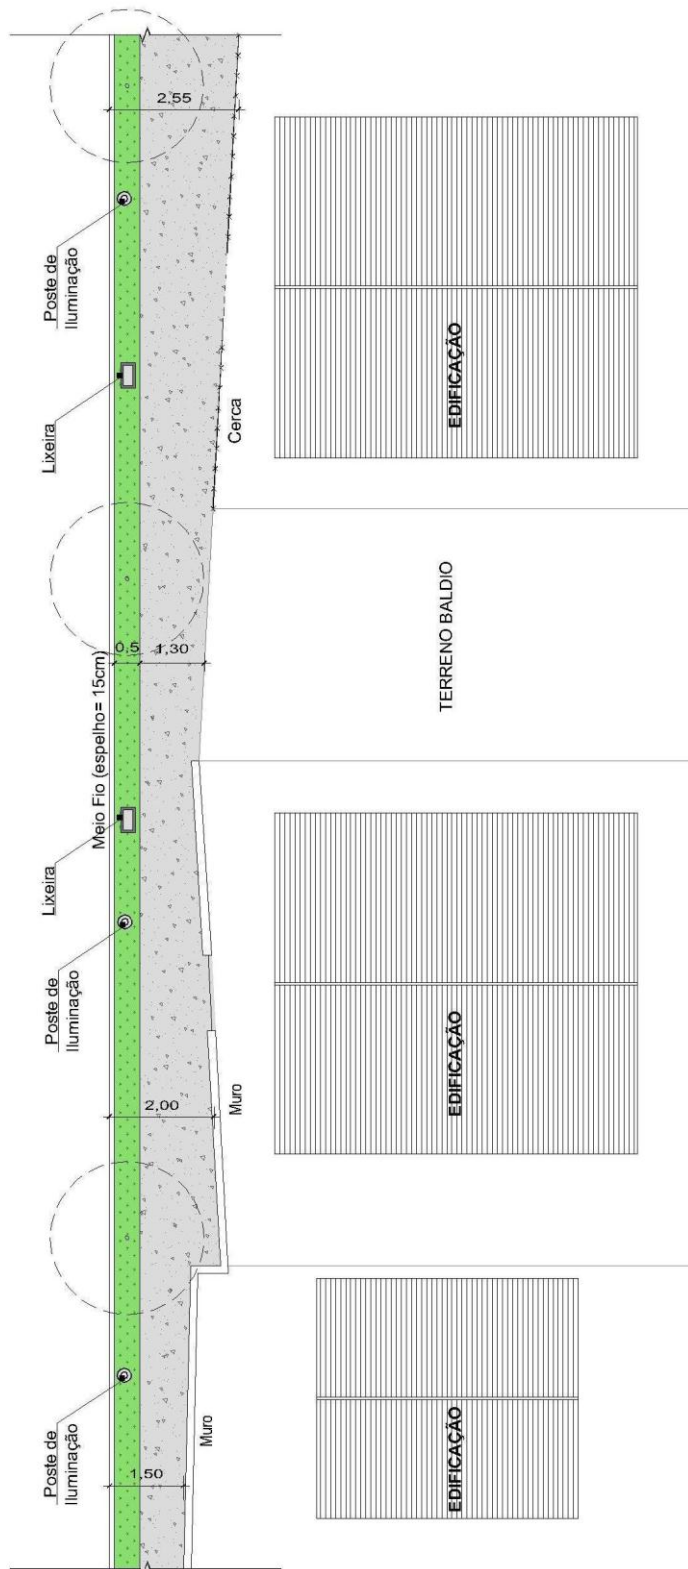 2,55
Poste de
Iluminação
EDIFICAÇÃO
Lixeira
Cerca
TERRENO BALDIO
0,5
1,30
Meio Fio (espelho= 15cm)
Lixeira
Poste de
Iluminação
EDIFICAÇÃO
2,00
Muro
Poste de
Iluminação
Muro
EDIFICAÇÃO
1,50